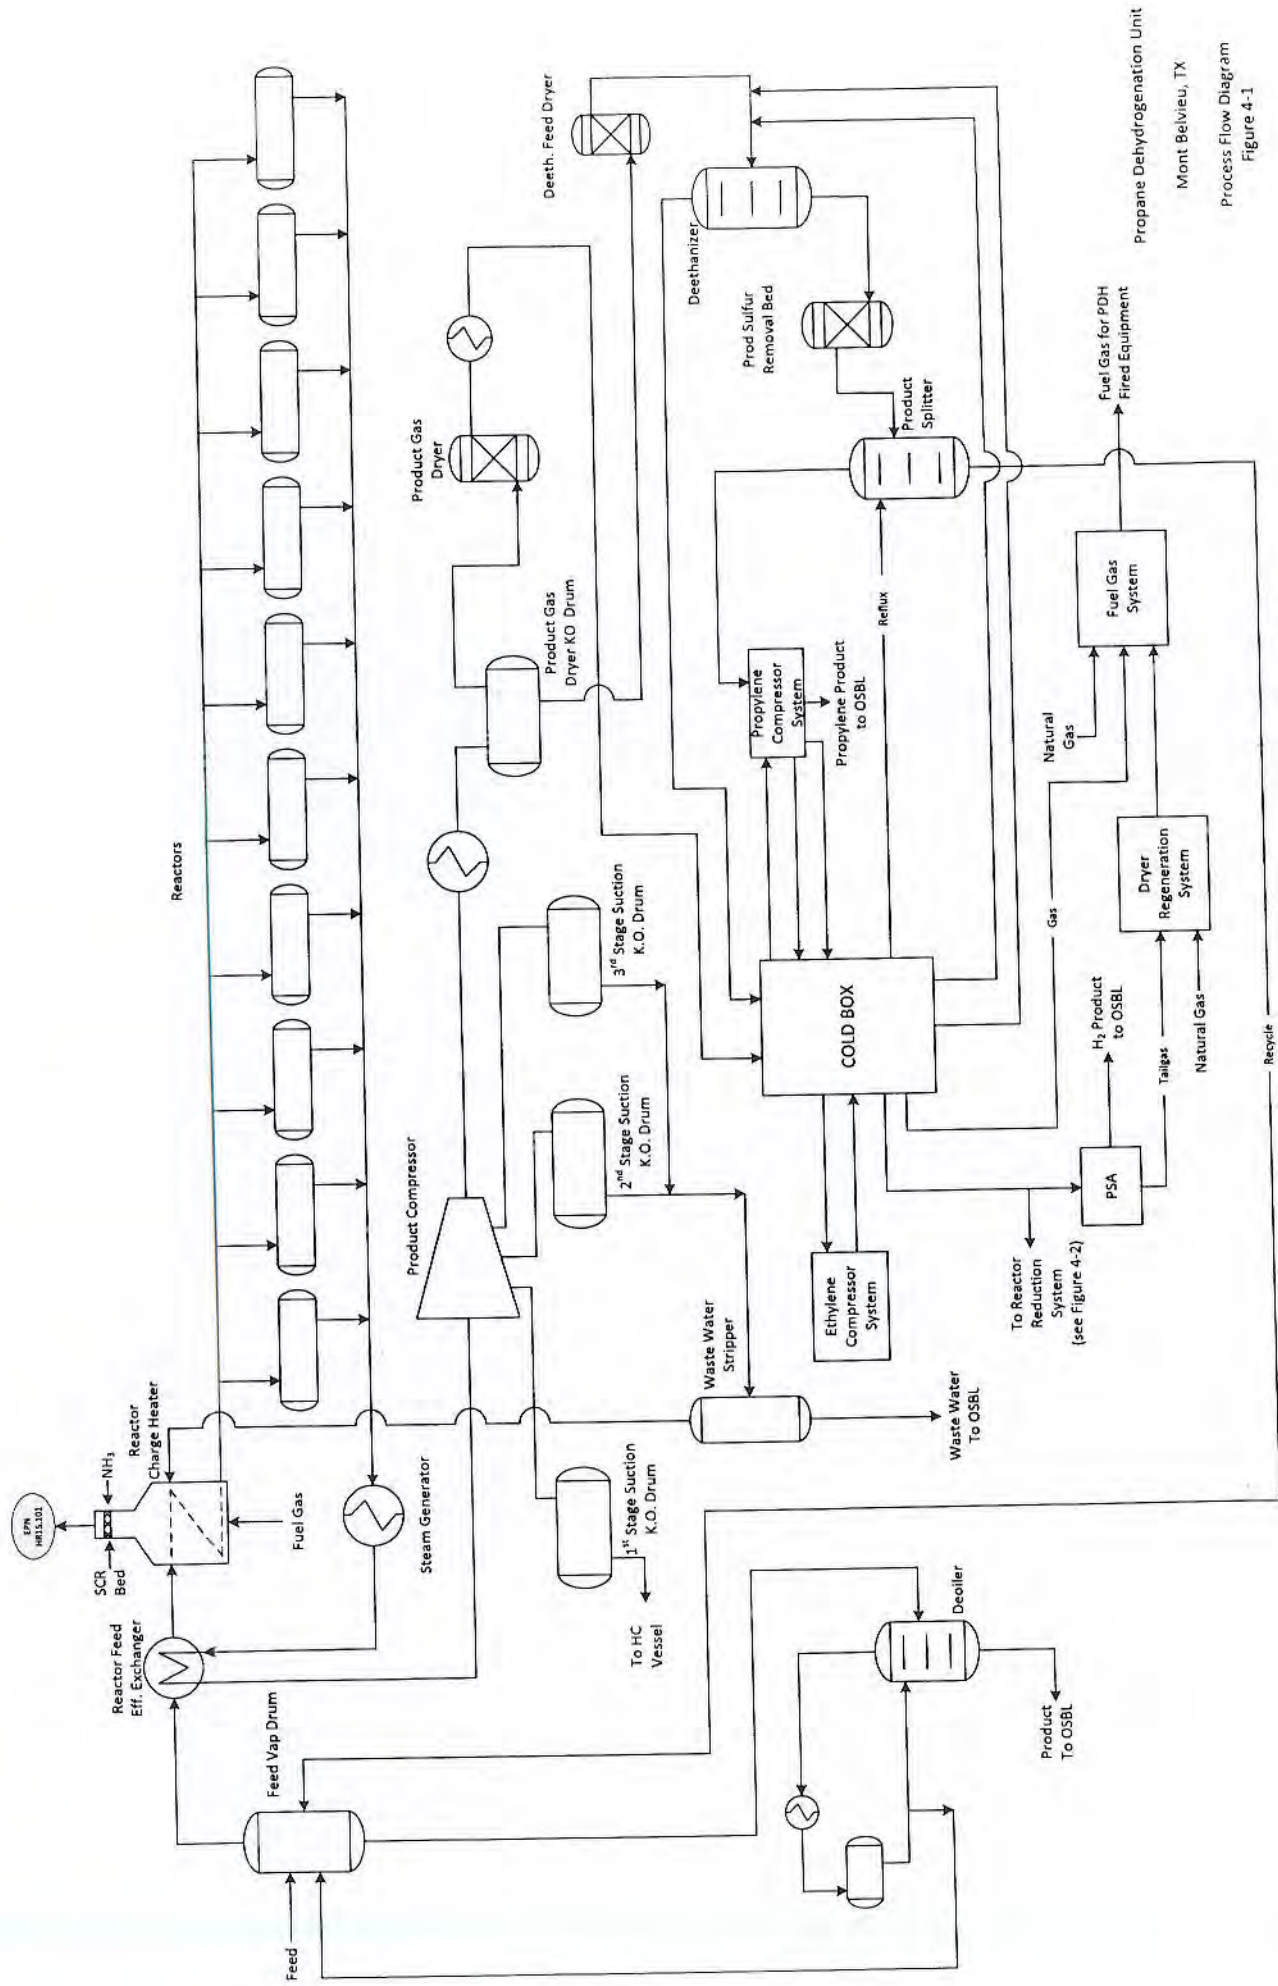 EPN
HR15.101
SCR
Bed
NH₃
Reactor
Charge Heater
Fuel Gas
Reactor Feed
Eff. Exchanger
Feed Vap Drum
Feed
Steam Generator
Reactors
Product Compressor
1st Stage Suction
K.O. Drum
To HC
Vessel
2nd Stage Suction
K.O. Drum
3rd Stage Suction
K.O. Drum
Waste Water
Stripper
Waste Water
To OSBL
Product Gas
Dryer KO Drum
Product Gas
Dryer
Deeth. Feed Dryer
Deethanizer
Prod Sulfur
Removal Bed
Product
Splitter
Propylene
Compressor
System
Propylene Product
to OSBL
Reflux
COLD BOX
Ethylene
Compressor
System
To Reactor
Reduction
System
(see Figure 4-2)
PSA
H₂ Product
to OSBL
Tailgas
Natural Gas
Dryer
Regeneration
System
Gas
Natural
Gas
Fuel Gas
System
Fuel Gas for PDH
Fired Equipment
Recycle
Deoiler
Product
To OSBL
Propane Dehydrogenation Unit
Mont Belvieu, TX
Process Flow Diagram
Figure 4-1